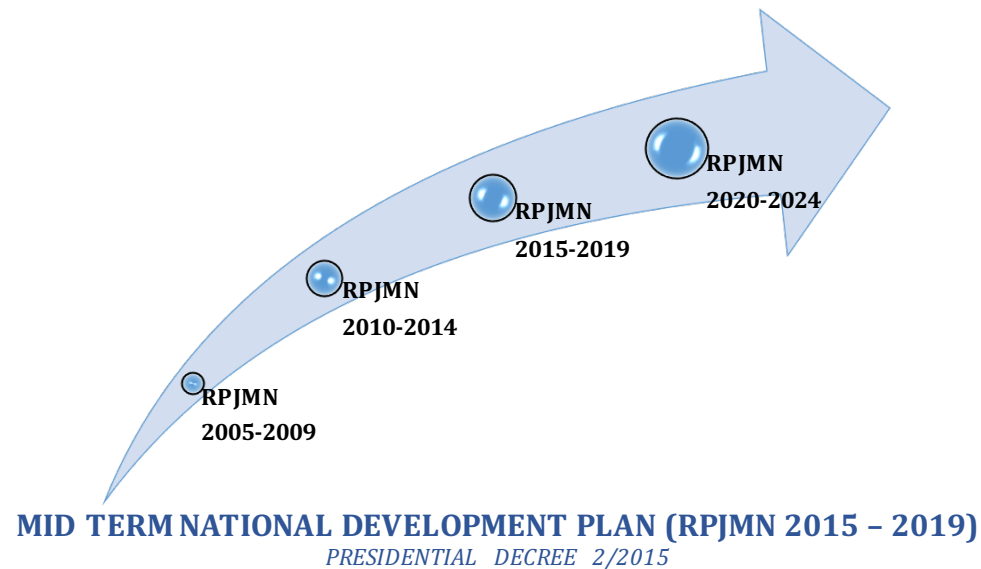 RPJMN
2020-2024
RPJMN
2015-2019
RPJMN
2010-2014
RPJMN
2005-2009
MID TERM NATIONAL DEVELOPMENT PLAN (RPJMN 2015 – 2019)
PRESIDENTIAL DECREE 2/2015